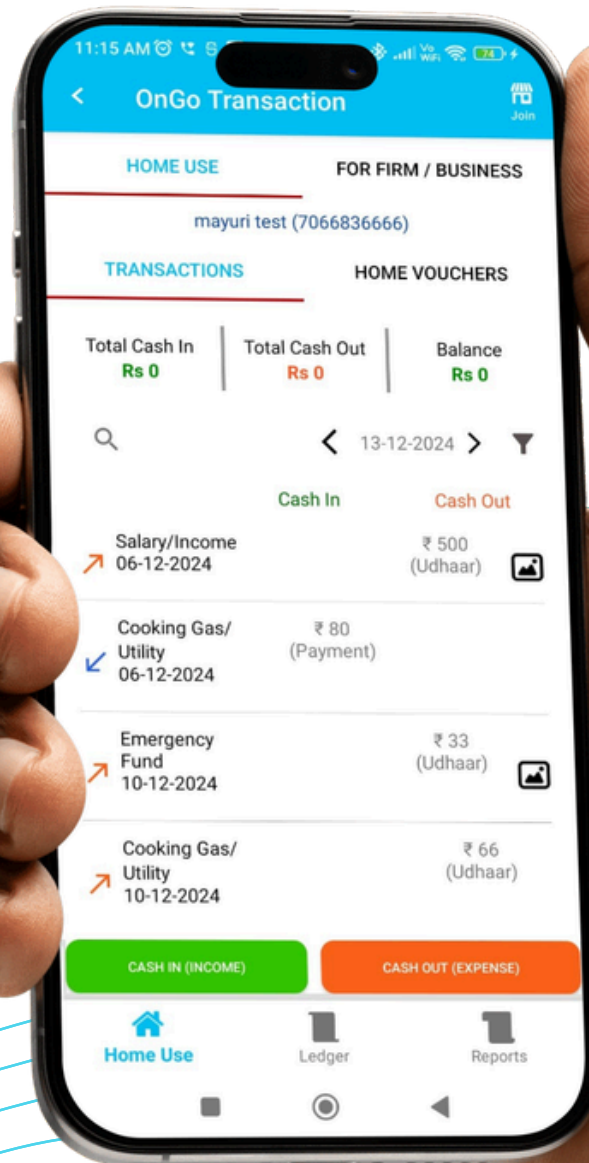 11:15 AM
Vo
WiFi
74
OnGo Transaction
Join
HOME USE
FOR FIRM / BUSINESS
mayuri test (7066836666)
TRANSACTIONS
HOME VOUCHERS
Total Cash In
Total Cash Out
Balance
Rs 0
Rs 0
Rs 0
13-12-2024
Cash In
Cash Out
Salary/Income
06-12-2024
₹ 500
(Udhaar)
Cooking Gas/
Utility
06-12-2024
₹ 80
(Payment)
Emergency
Fund
10-12-2024
₹ 33
(Udhaar)
Cooking Gas/
Utility
10-12-2024
₹ 66
(Udhaar)
CASH IN (INCOME)
CASH OUT (EXPENSE)
Home Use
Ledger
Reports